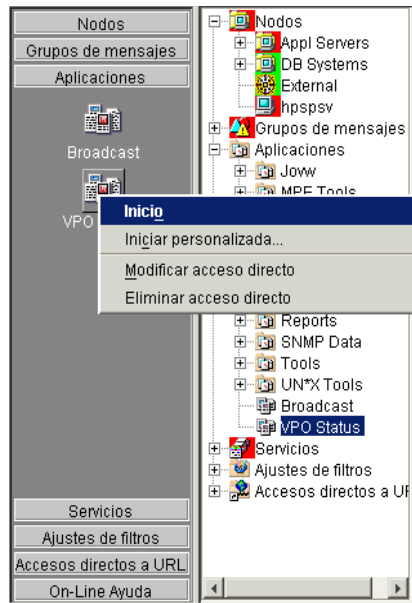 Nodos
Grupos de mensajes
Aplicaciones
Broadcast
VPO
Inicio
Iniciar personalizada...
Modificar acceso directo
Eliminar acceso directo
Servicios
Ajustes de filtros
Accesos directos a URL
On-Line Ayuda
Nodos
Appl Servers
DB Systems
External
hpspsv
Grupos de mensajes
Aplicaciones
Jovw
MPE Tools
Reports
SNMP Data
Tools
UN*X Tools
Broadcast
VPO Status
Servicios
Ajustes de filtros
Accesos directos a